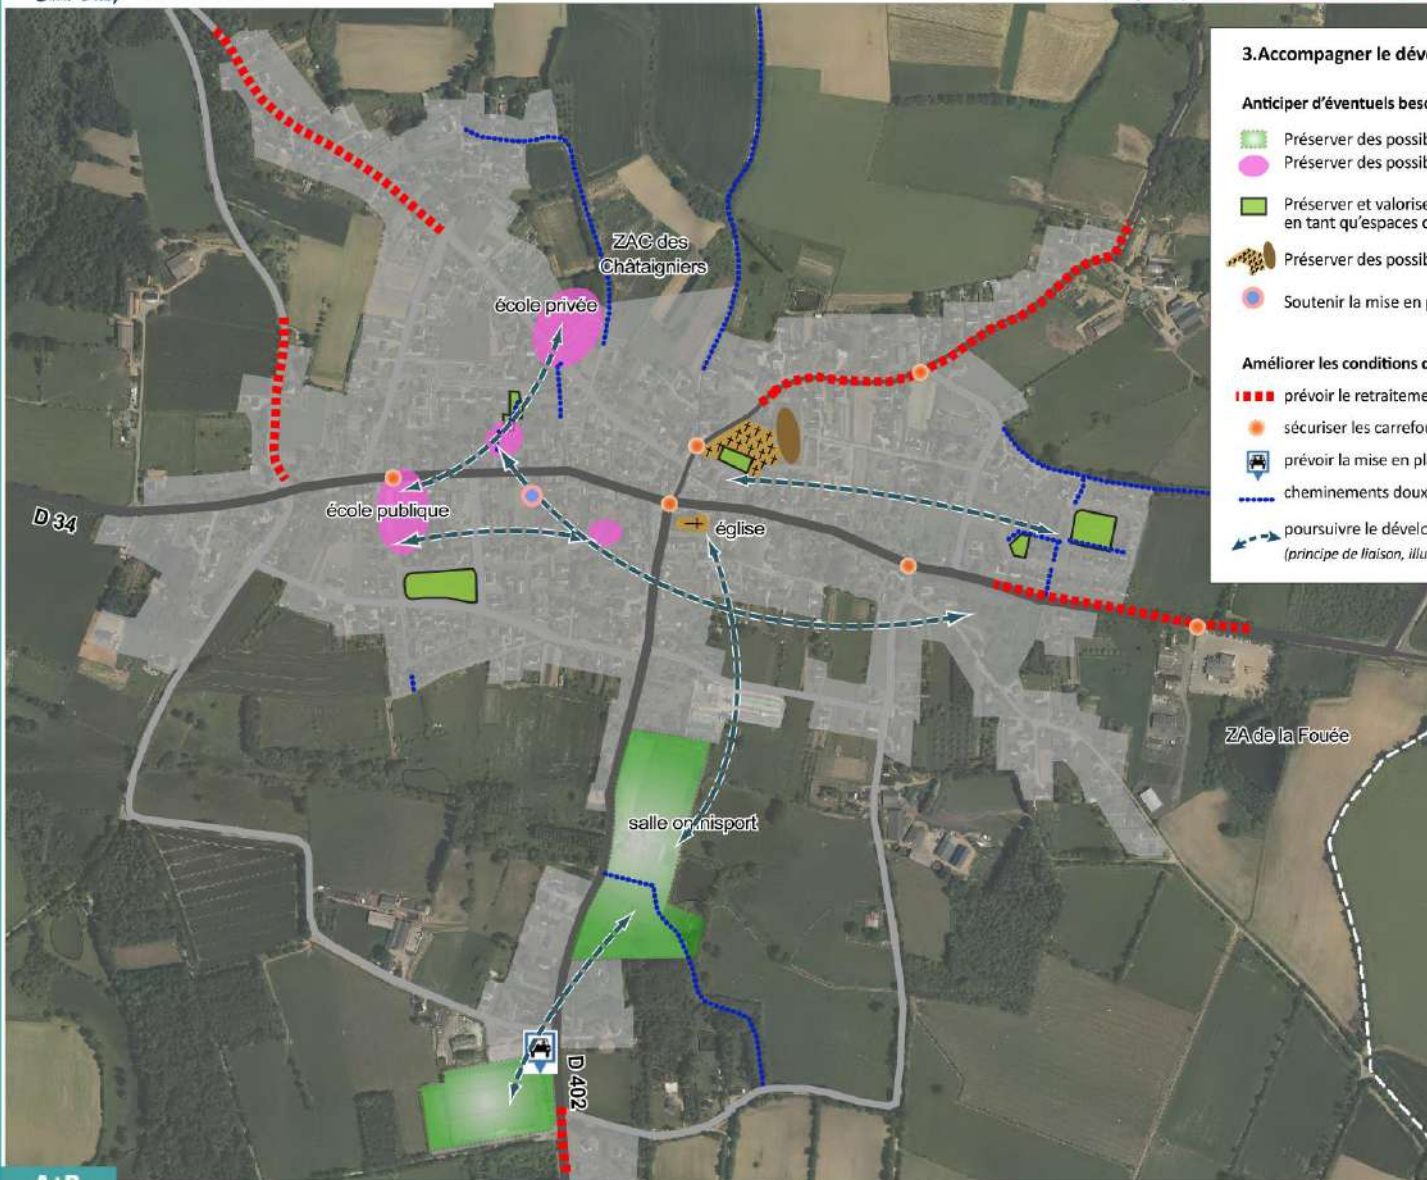 3.Accompagner le dév
Anticiper d'éventuels bes
Préserver des possib
Préserver des possib
Préserver et valorise
en tant qu'espaces
Préserver des possib
Soutenir la mise en
Améliorer les conditions
prévoir le retraiteme
sécuriser les carrefou
prévoir la mise en pl
cheminements doux
poursuivre le dévelo
(principe de liaison, illu
ZAC des
Châtaigniers
école privée
école publique
D 34
église
ZA de la Fouée
salle omnisport
D 402